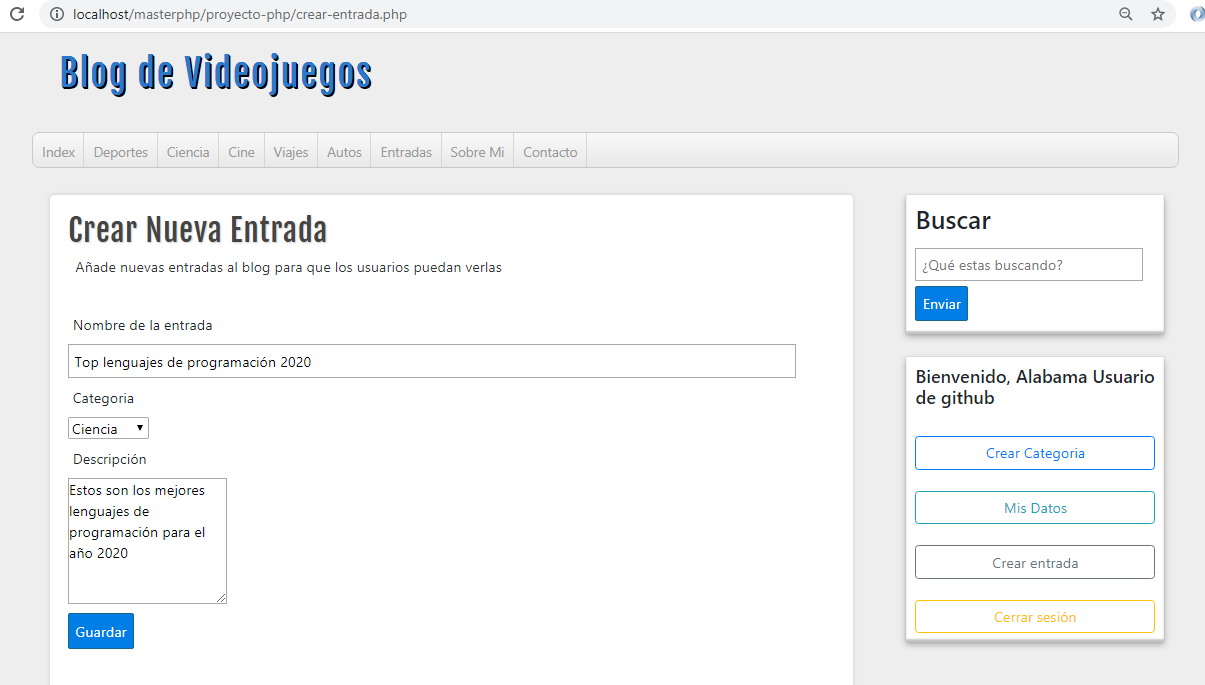 localhost/masterphp/proyecto-php/crear-entrada.php
Blog de Videojuegos
Index Deportes Ciencia Cine Viajes Autos Entradas Sobre Mi Contacto
Crear Nueva Entrada
Añade nuevas entradas al blog para que los usuarios puedan verlas
Nombre de la entrada
Top lenguajes de programación 2020
Categoria
Ciencia
Descripción
Estos son los mejores
lenguajes de
programación para el
año 2020
Guardar
Buscar
¿Qué estas buscando?
Enviar
Bienvenido, Alabama Usuario
de github
Crear Categoria
Mis Datos
Crear entrada
Cerrar sesión